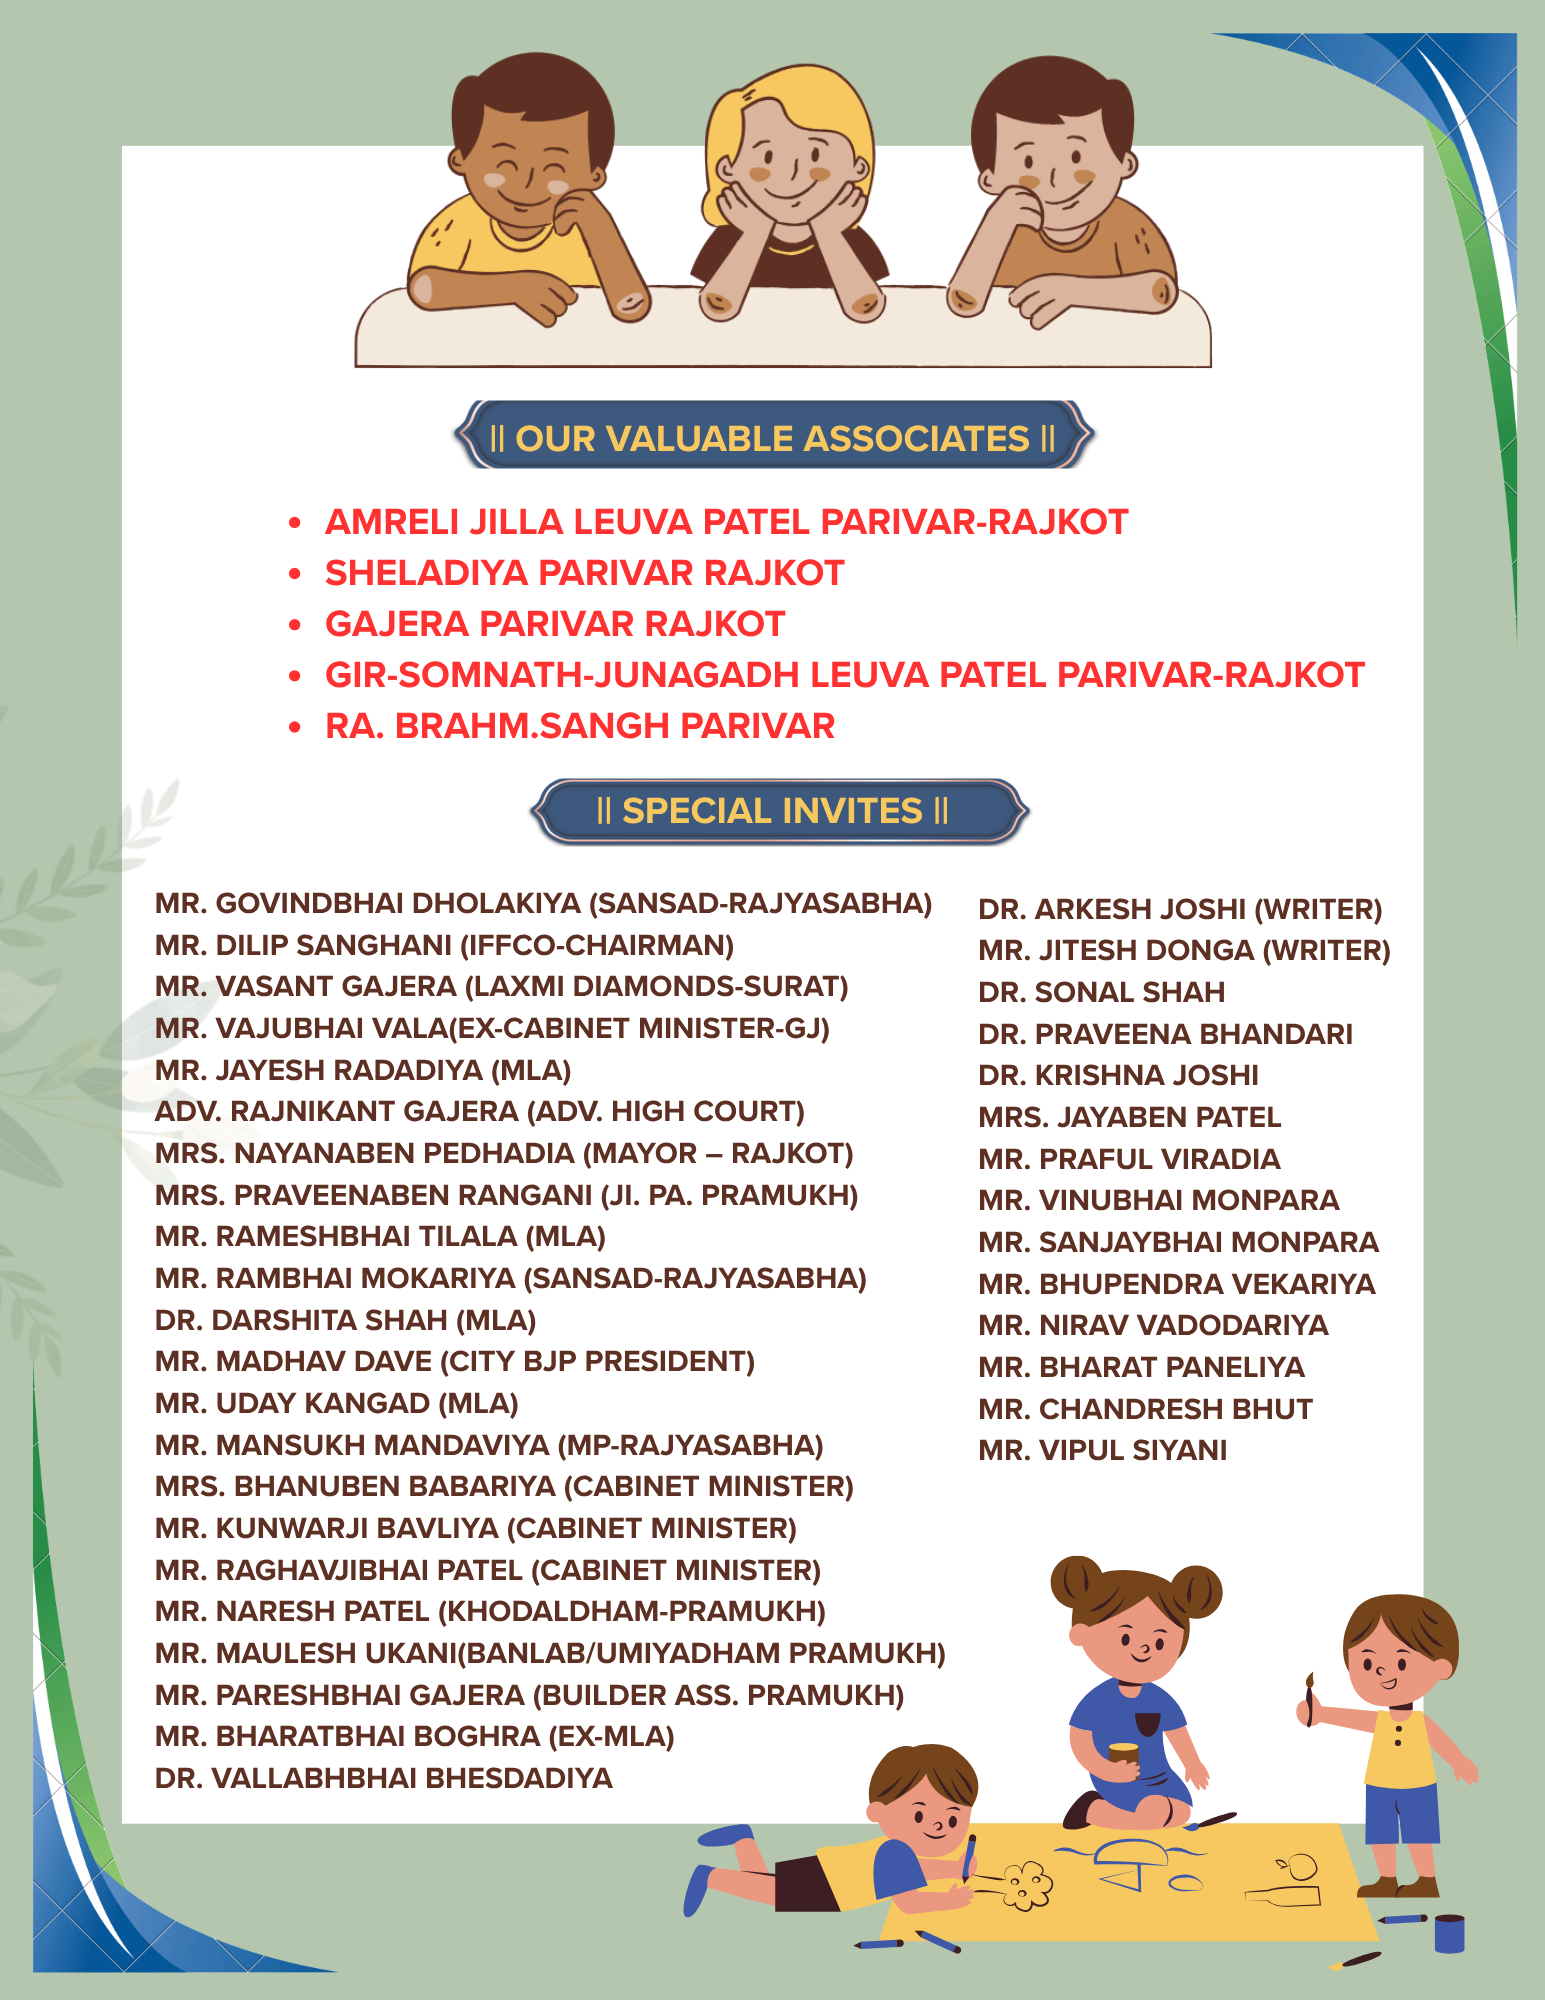 || OUR VALUABLE ASSOCIATES ||
• AMRELI JILLA LEUVA PATEL PARIVAR-RAJKOT
• SHELADIYA PARIVAR RAJKOT
• GAJERA PARIVAR RAJKOT
• GIR-SOMNATH-JUNAGADH LEUVA PATEL PARIVAR-RAJKOT
• RA. BRAHM.SANGH PARIVAR
|| SPECIAL INVITES ||
MR. GOVINDBHAI DHOLAKIYA (SANSAD-RAJYASABHA)
MR. DILIP SANGHANI (IFFCO-CHAIRMAN)
MR. VASANT GAJERA (LAXMI DIAMONDS-SURAT)
MR. VAJUBHAI VALA(EX-CABINET MINISTER-GJ)
MR. JAYESH RADADIYA (MLA)
ADV. RAJNIKANT GAJERA (ADV. HIGH COURT)
MRS. NAYANABEN PEDHADIA (MAYOR – RAJKOT)
MRS. PRAVEENABEN RANGANI (JI. PA. PRAMUKH)
MR. RAMESHBHAI TILALA (MLA)
MR. RAMBHAI MOKARIYA (SANSAD-RAJYASABHA)
DR. DARSHITA SHAH (MLA)
MR. MADHAV DAVE (CITY BJP PRESIDENT)
MR. UDAY KANGAD (MLA)
MR. MANSUKH MANDAVIYA (MP-RAJYASABHA)
MRS. BHANUBEN BABARIYA (CABINET MINISTER)
MR. KUNWARJI BAVLIYA (CABINET MINISTER)
MR. RAGHAVJIBHAI PATEL (CABINET MINISTER)
MR. NARESH PATEL (KHODALDHAM-PRAMUKH)
MR. MAULESH UKANI(BANLAB/UMIYADHAM PRAMUKH)
MR. PARESHBHAI GAJERA (BUILDER ASS. PRAMUKH)
MR. BHARATBHAI BOGHRA (EX-MLA)
DR. VALLABHBHAI BHESDADIYA
DR. ARKESH JOSHI (WRITER)
MR. JITESH DONGA (WRITER)
DR. SONAL SHAH
DR. PRAVEENA BHANDARI
DR. KRISHNA JOSHI
MRS. JAYABEN PATEL
MR. PRAFUL VIRADIA
MR. VINUBHAI MONPARA
MR. SANJAYBHAI MONPARA
MR. BHUPENDRA VEKARIYA
MR. NIRAV VADODARIYA
MR. BHARAT PANELIYA
MR. CHANDRESH BHUT
MR. VIPUL SIYANI